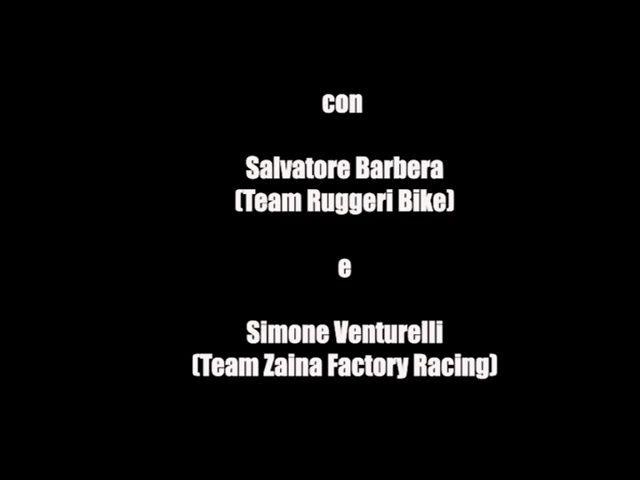 con
Salvatore Barbera
(Team Ruggeri Bike)
e
Simone Venturelli
(Team Zaina Factory Racing)